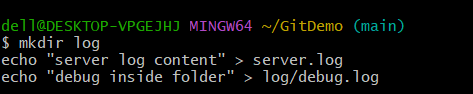 dell@DESKTOP-VPGEJHJ MINGW64 ~/GitDemo (main)
$ mkdir log
echo "server log content" > server.log
echo "debug inside folder" > log/debug.log